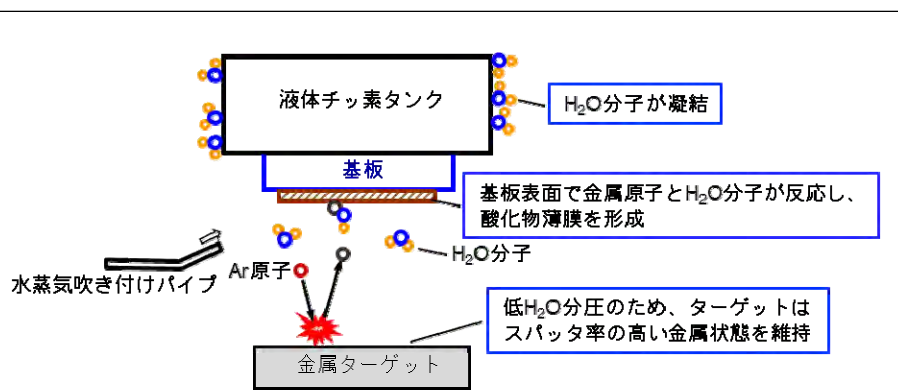 液体チッ素タンク
H₂O分子が凝結
基板
基板表面で金属原子とH₂O分子が反応し、
酸化物薄膜を形成
H₂O分子
Ar原子
水蒸気吹き付けパイプ
低H₂O分圧のため、ターゲットは
スパッタ率の高い金属状態を維持
金属ターゲット